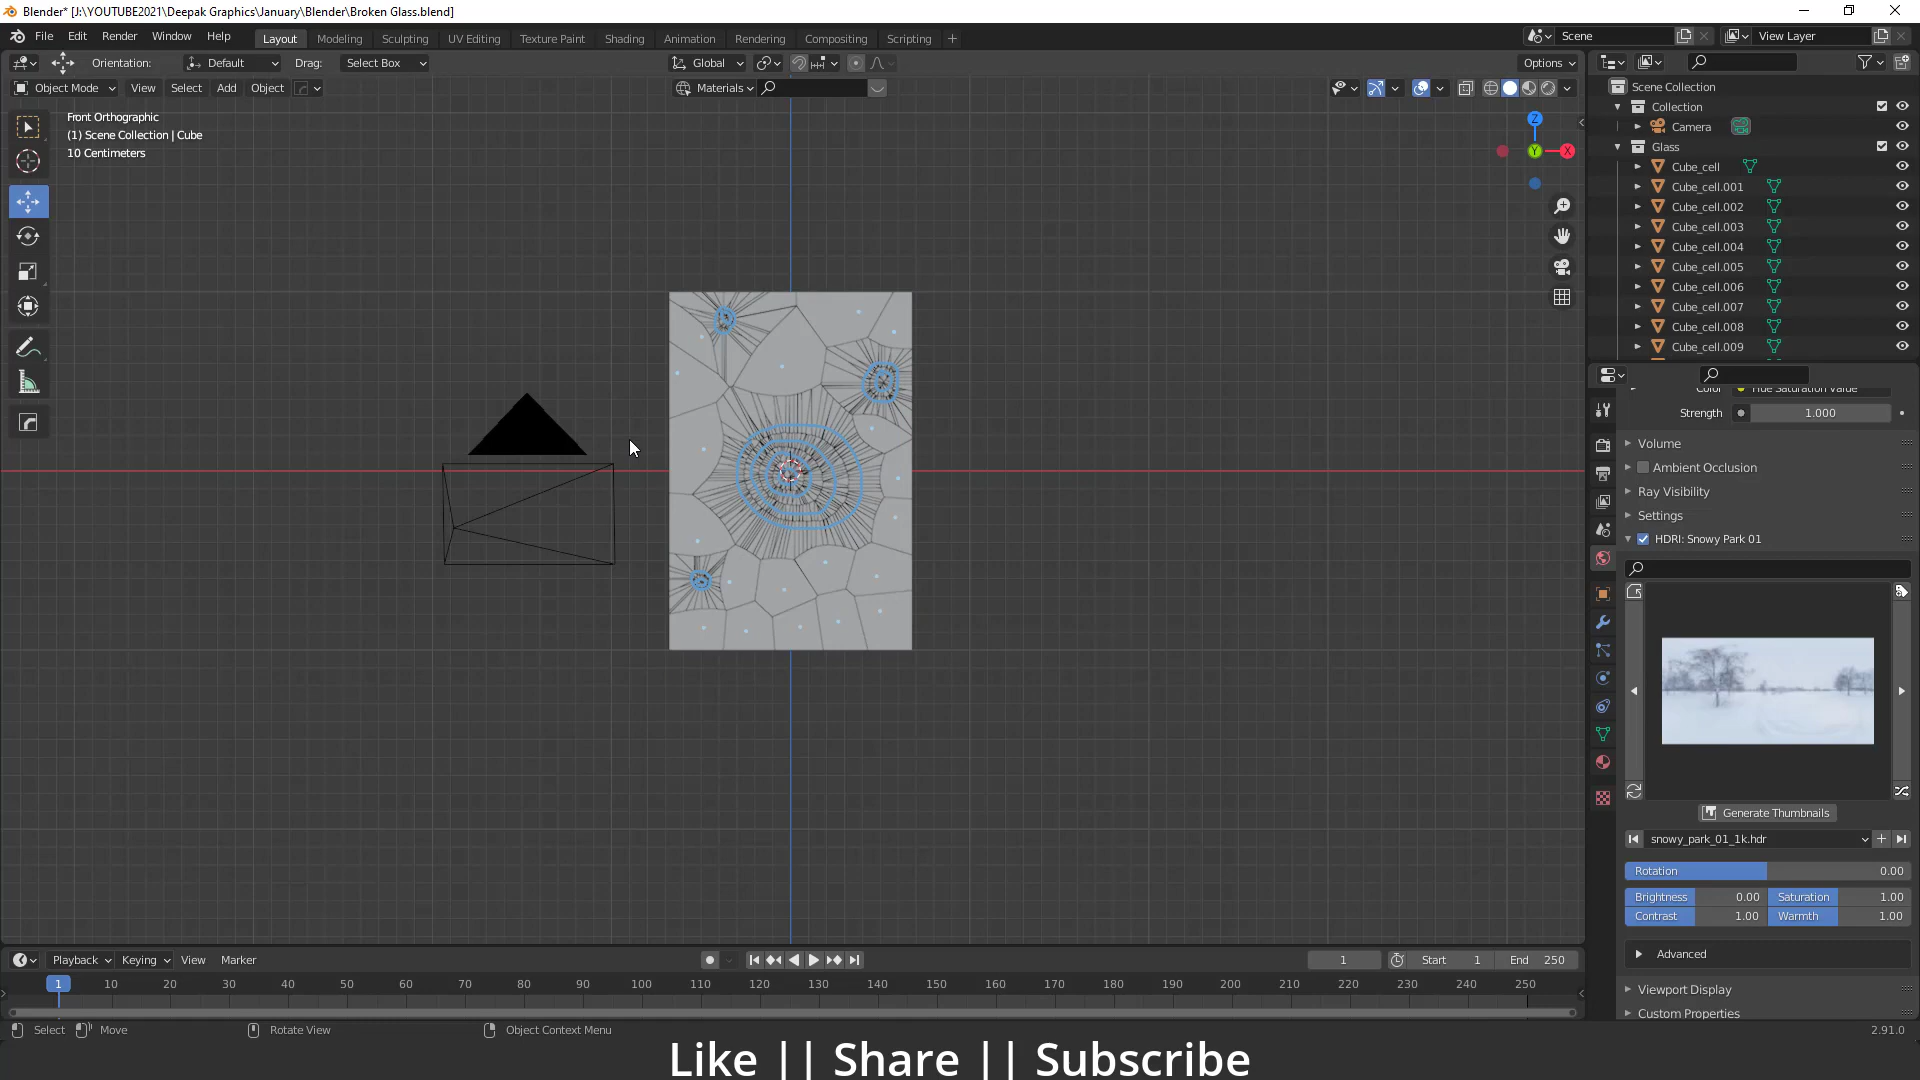 Blender* [J:\YOUTUBE2021\Deepak Graphics\January\Blender\Broken Glass.blend]
File Edit Render Window Help Layout Modeling Sculpting UV Editing Texture Paint Shading Animation Rendering Compositing Scripting + Scene View Layer
Orientation: Default Drag: Select Box Global Options
Object Mode View Select Add Object Materials
Front Orthographic
(1) Scene Collection | Cube
10 Centimeters
Z
Y
X
Scene Collection
Collection
Camera
Glass
Cube_cell
Cube_cell.001
Cube_cell.002
Cube_cell.003
Cube_cell.004
Cube_cell.005
Cube_cell.006
Cube_cell.007
Cube_cell.008
Cube_cell.009
Color Hue Saturation Value
Strength 1.000
Volume
Ambient Occlusion
Ray Visibility
Settings
HDRI: Snowy Park 01
Generate Thumbnails
snowy_park_01_1k.hdr
Rotation 0.00
Brightness 0.00 Saturation 1.00
Contrast 1.00 Warmth 1.00
Advanced
Viewport Display
Custom Properties
Playback Keying View Marker 1 Start 1 End 250
1 10 20 30 40 50 60 70 80 90 100 110 120 130 140 150 160 170 180 190 200 210 220 230 240 250
Select Move Rotate View Object Context Menu 2.91.0
Like || Share || Subscribe